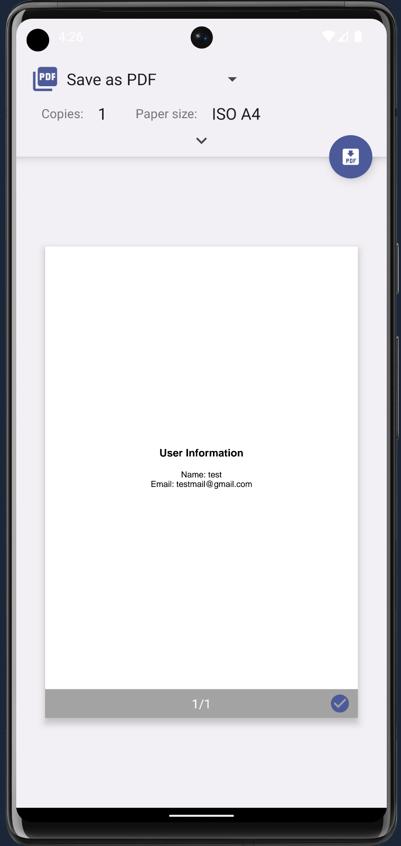 4:26
PDF
Save as PDF
Copies: 1 Paper size: ISO A4
PDF
User Information
Name: test
Email: testmail@gmail.com
1/1